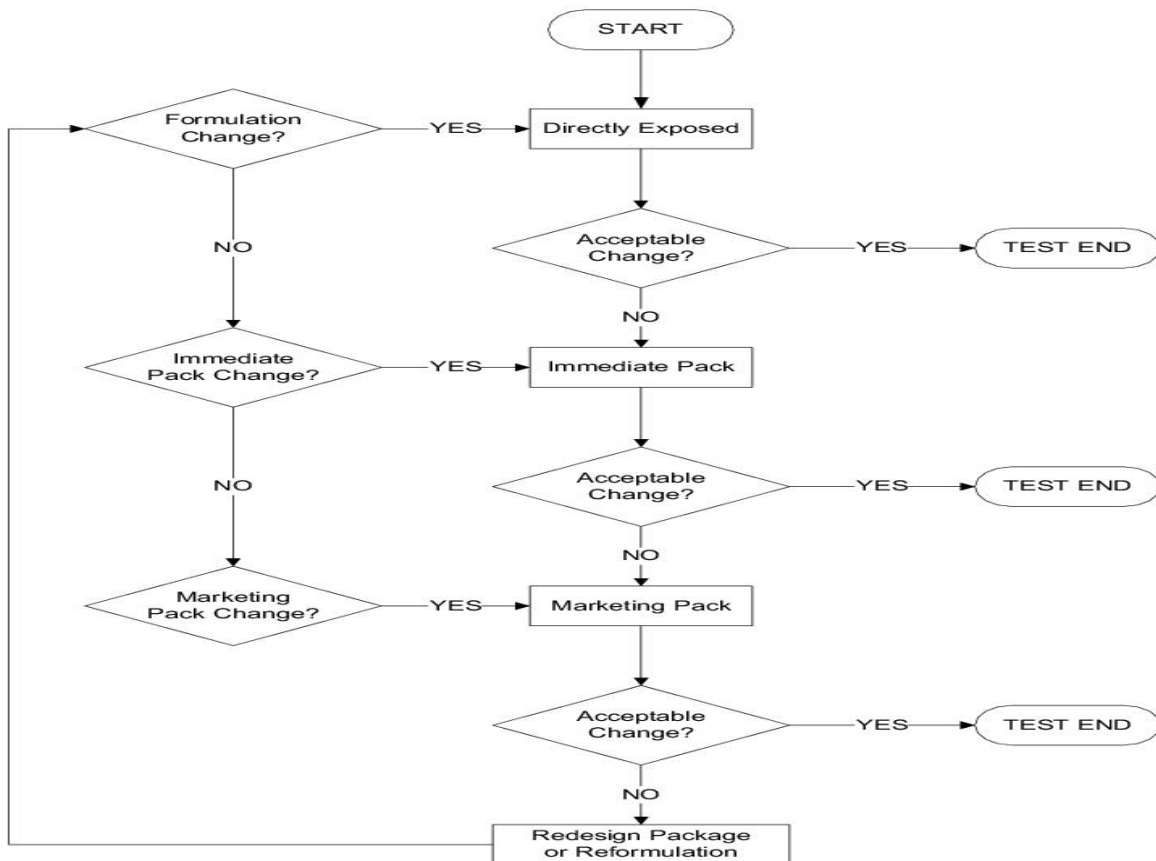 START
Formulation
Change?
YES
Directly Exposed
NO
Acceptable
Change?
YES
TEST END
NO
Immediate
Pack Change?
YES
Immediate Pack
NO
Acceptable
Change?
YES
TEST END
NO
Marketing
Pack Change?
YES
Marketing Pack
Acceptable
Change?
YES
TEST END
NO
Redesign Package
or Reformulation